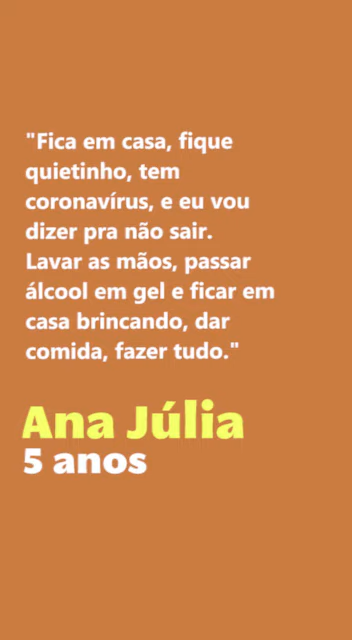 "Fica em casa, fique
quietinho, tem
coronavírus, e eu vou
dizer pra não sair.
Lavar as mãos, passar
álcool em gel e ficar em
casa brincando, dar
comida, fazer tudo."
Ana Júlia
5 anos